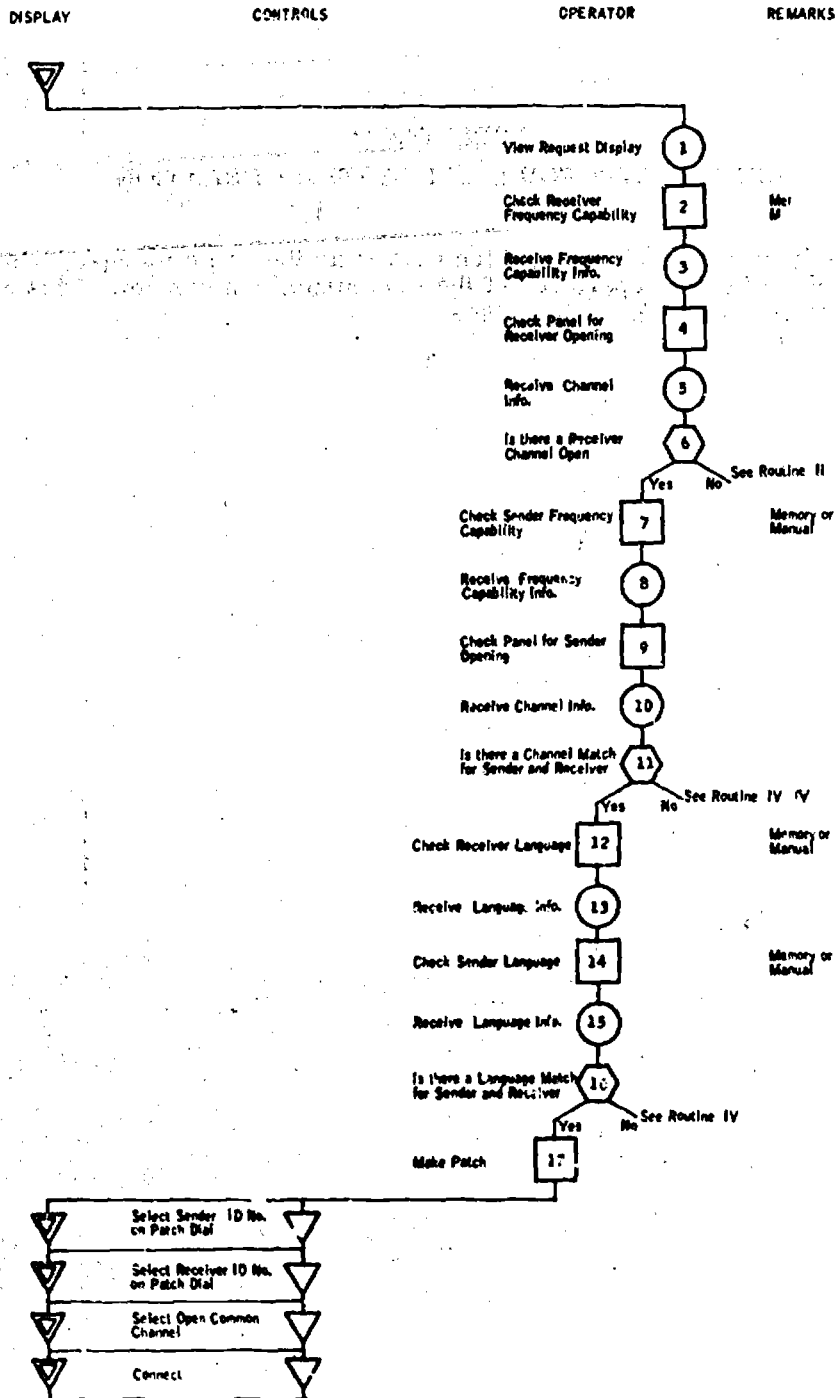 DISPLAY CONTROLS OPERATOR REMARKS
View Request Display 1
Check Receiver
Frequency Capability 2
Receive Frequency
Capability Info. 3
Check Panel for
Receiver Opening 4
Receive Channel
Info. 5
Is there a Receiver
Channel Open 6
Yes No See Routine II
Check Sender Frequency
Capability 7
Memory or
Manual
Receive Frequency
Capability Info. 8
Check Panel for Sender
Opening 9
Receive Channel Info. 10
Is there a Channel Match
for Sender and Receiver 11
Yes No See Routine IV IV
Check Receiver Language 12
Memory or
Manual
Receive Languag. Info. 13
Check Sender Language 14
Memory or
Manual
Receive Language Info. 15
Is there a Language Match
for Sender and Receiver 16
Yes No See Routine IV
Make Patch 17
Select Sender ID No.
on Patch Dial
Select Receiver ID No.
on Patch Dial
Select Open Common
Channel
Connect